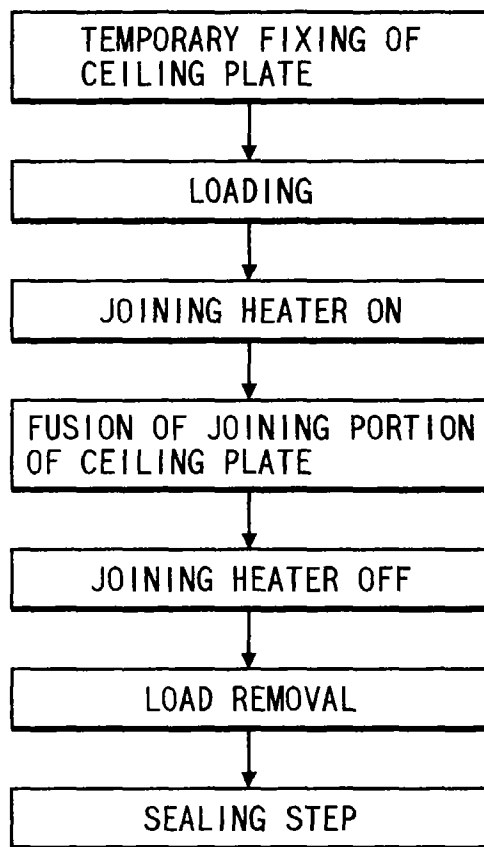 TEMPORARY FIXING OF
CEILING PLATE
LOADING
JOINING HEATER ON
FUSION OF JOINING PORTION
OF CEILING PLATE
JOINING HEATER OFF
LOAD REMOVAL
SEALING STEP